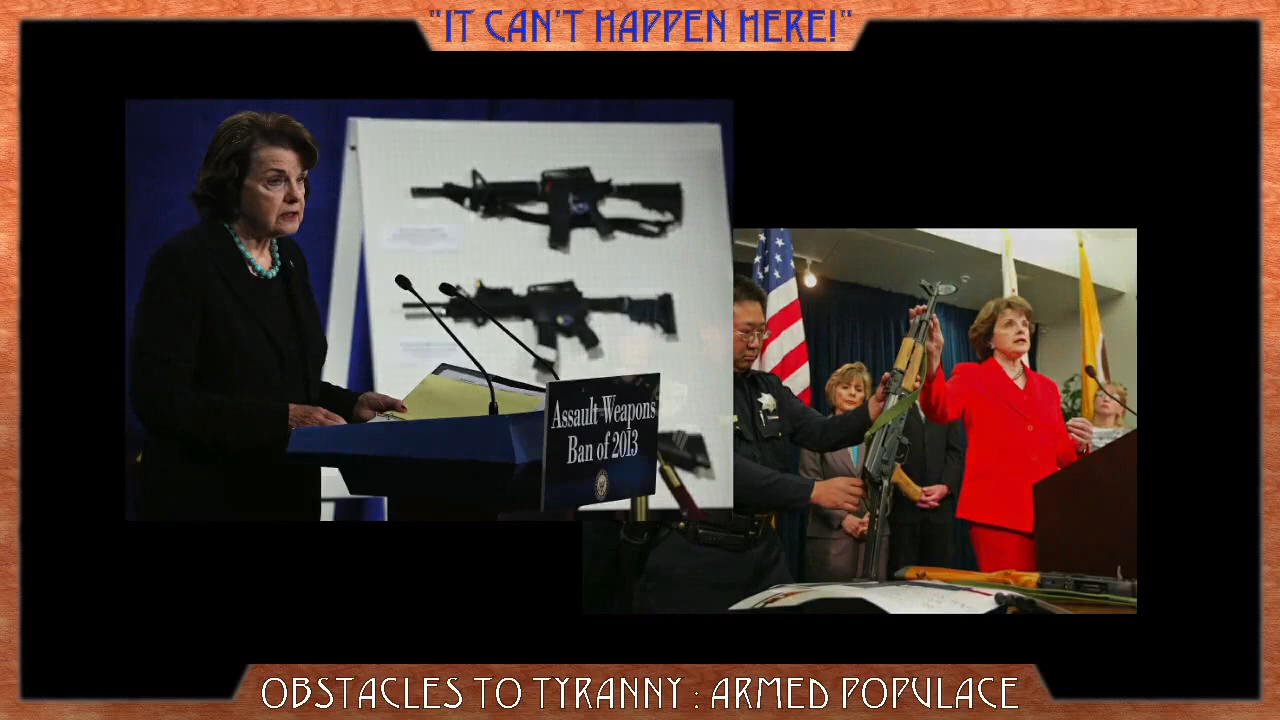 "IT CAN'T HAPPEN HERE!"
Assault Weapons
Ban of 2013
OBSTACLES TO TYRANNY : ARMED POPULACE